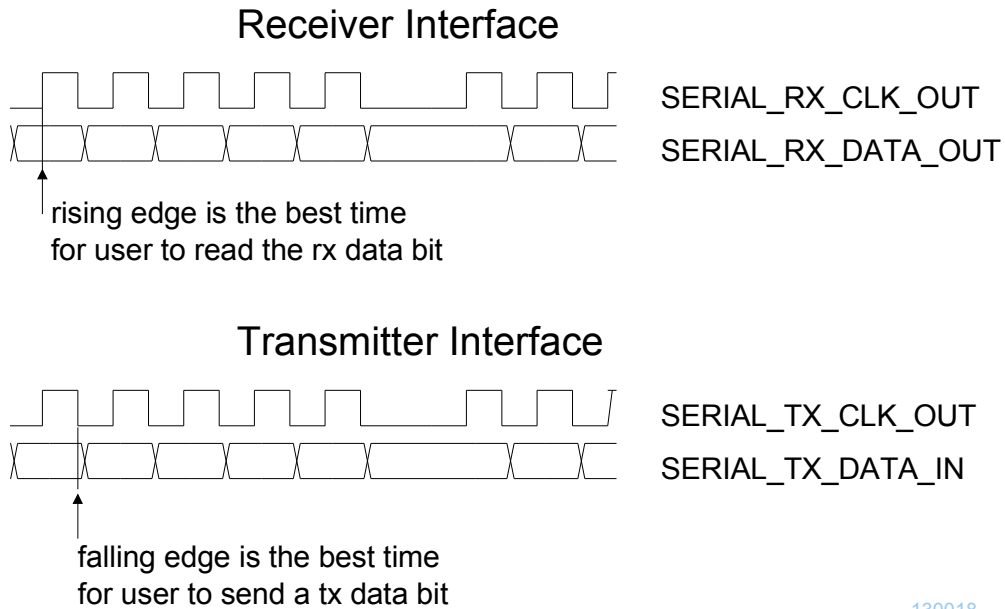 Receiver Interface
SERIAL_RX_CLK_OUT
SERIAL_RX_DATA_OUT
rising edge is the best time
for user to read the rx data bit
Transmitter Interface
SERIAL_TX_CLK_OUT
SERIAL_TX_DATA_IN
falling edge is the best time
for user to send a tx data bit
130018